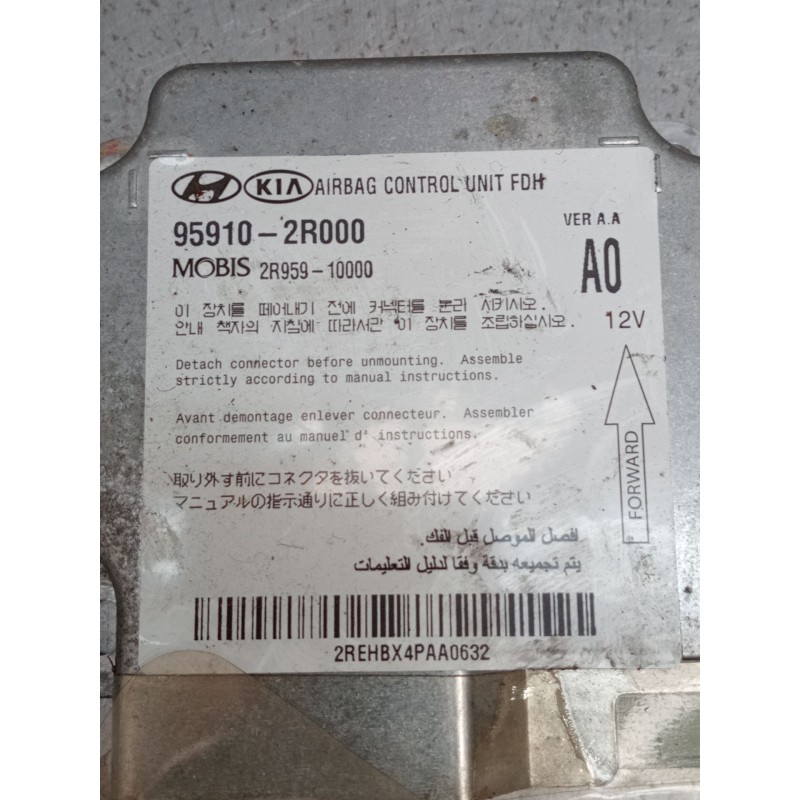 KIA AIRBAG CONTROL UNIT FDH
95910-2R000
VER A.A
MOBIS 2R959-10000
A0
이 장치를 떼어내기 전에 커넥터를 분리 시키시오.
안내 책자의 지침에 따라서만 이 장치를 조립하십시오.
12V
Detach connector before unmounting. Assemble
strictly according to manual instructions.
Avant demontage enlever connecteur. Assembler
conformement au manuel d' instructions.
FORWARD
取り外す前にコネクタを抜いてください
マニュアルの指示通りに正しく組み付けてください
افصل الموصل قبل الفك.
يتم تجميعه بدقة وفقا لدليل التعليمات
2REHBX4PAA0632